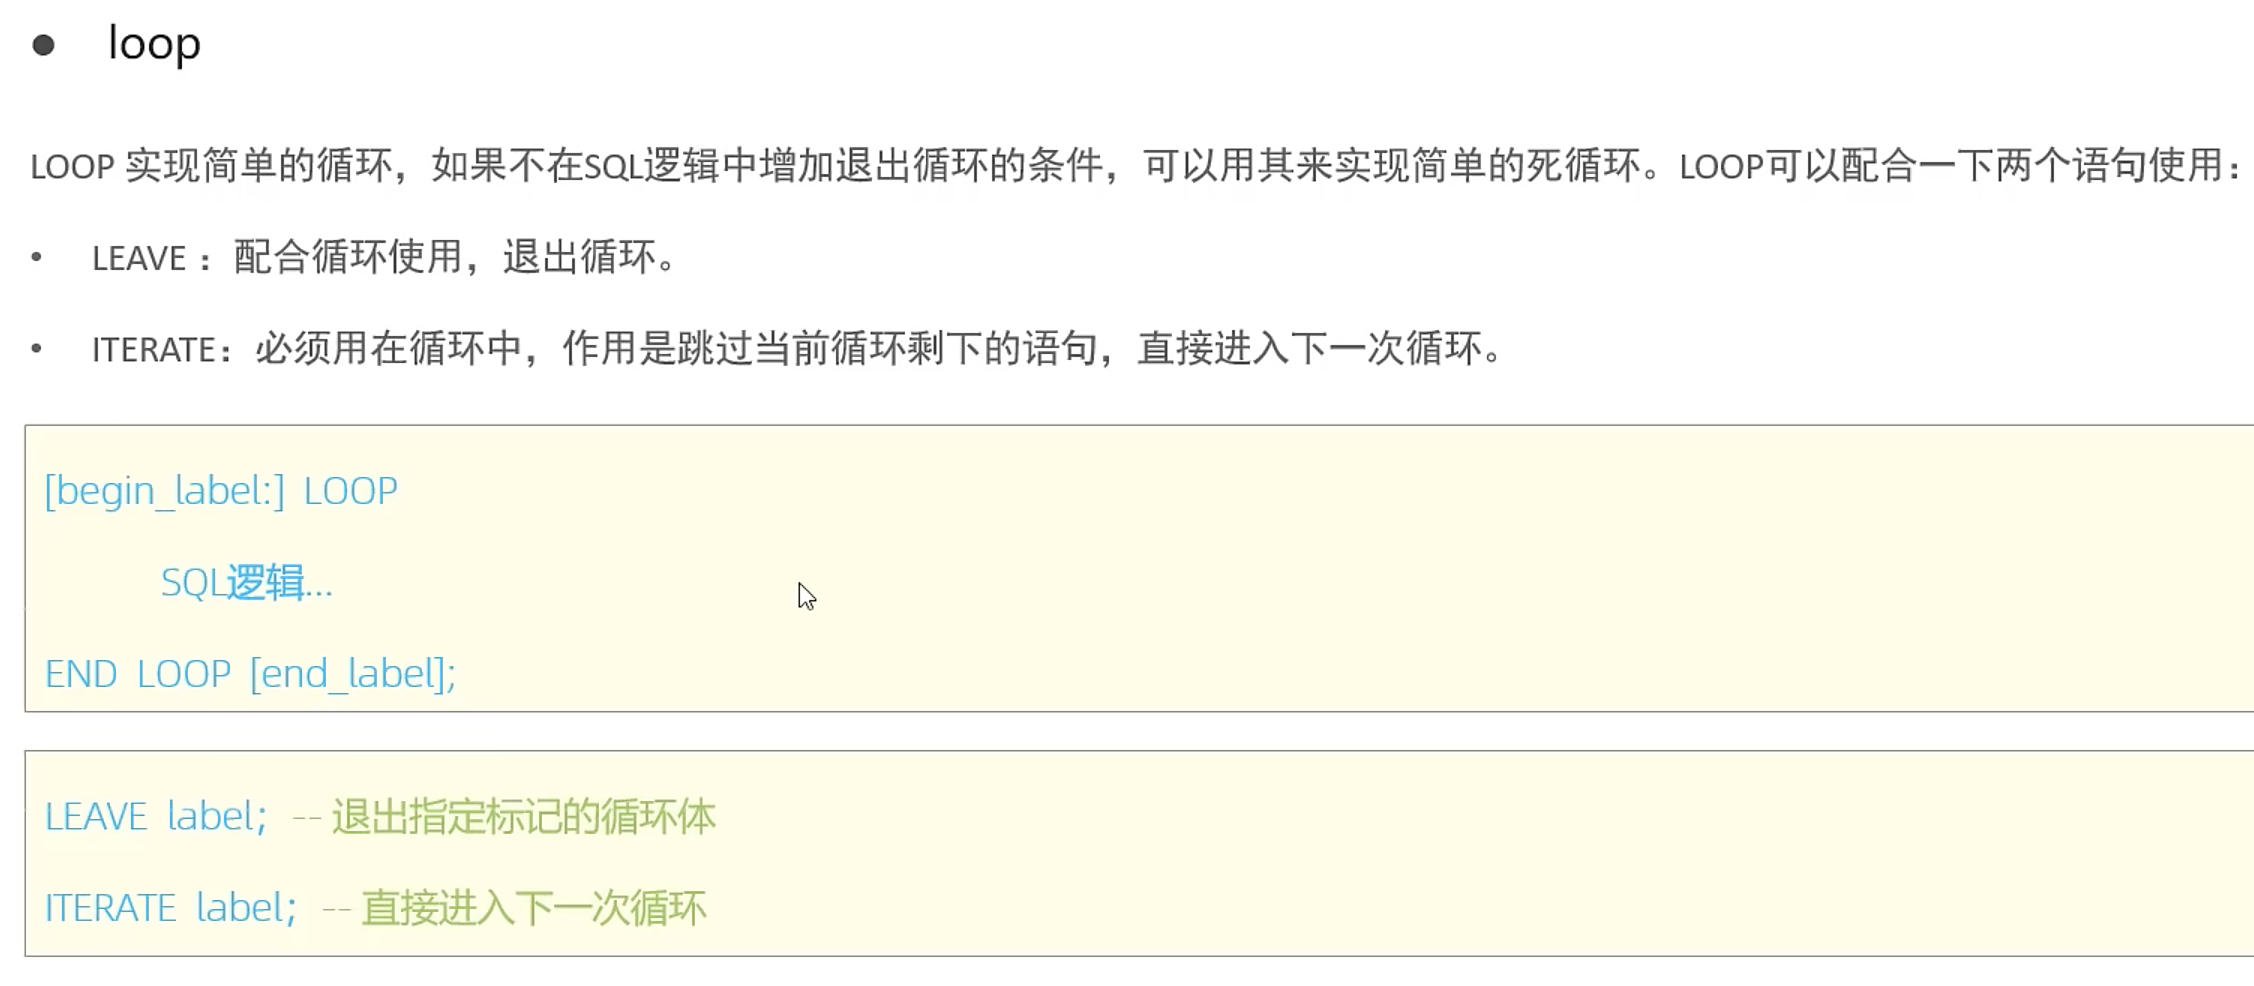 ● loop
LOOP 实现简单的循环，如果不在SQL逻辑中增加退出循环的条件，可以用其来实现简单的死循环。LOOP可以配合一下两个语句使用：
• LEAVE ：配合循环使用，退出循环。
• ITERATE：必须用在循环中，作用是跳过当前循环剩下的语句，直接进入下一次循环。
[begin_label:] LOOP
SQL逻辑...
END LOOP [end_label];
LEAVE label; -- 退出指定标记的循环体
ITERATE label; -- 直接进入下一次循环